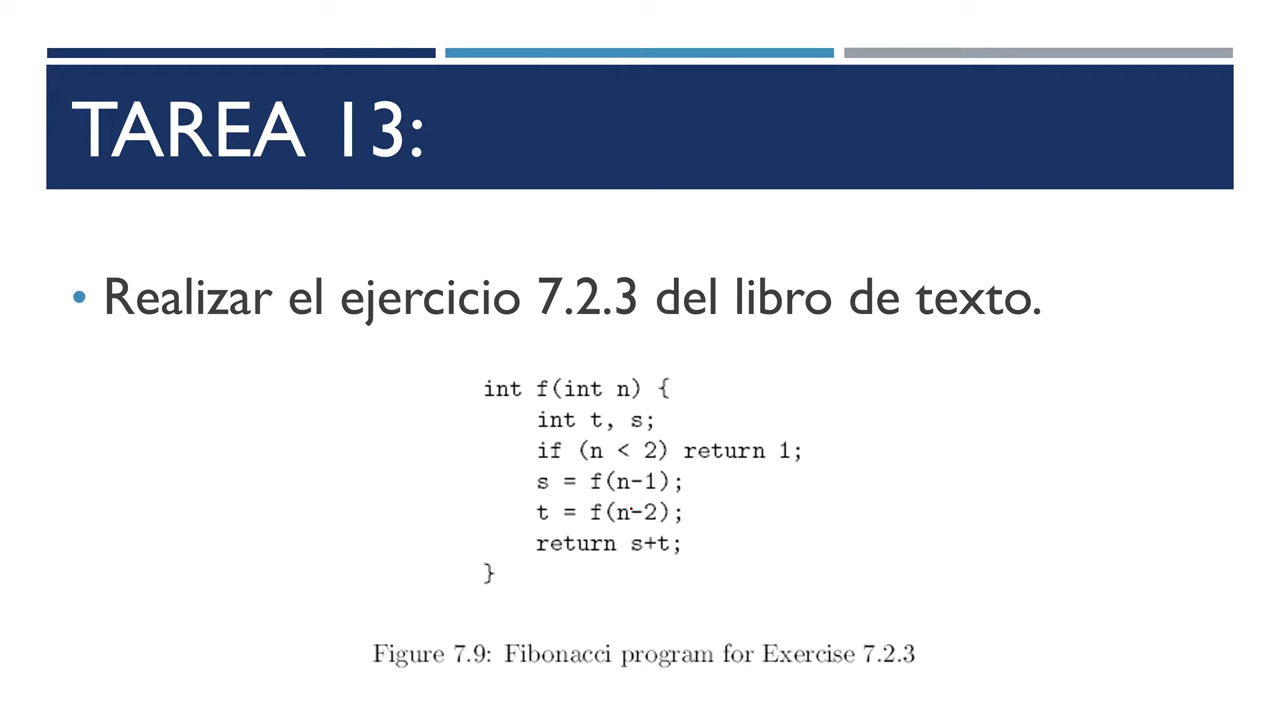 TAREA 13:
• Realizar el ejercicio 7.2.3 del libro de texto.
int f(int n) {
    int t, s;
    if (n < 2) return 1;
    s = f(n-1);
    t = f(n-2);
    return s+t;
}
Figure 7.9: Fibonacci program for Exercise 7.2.3